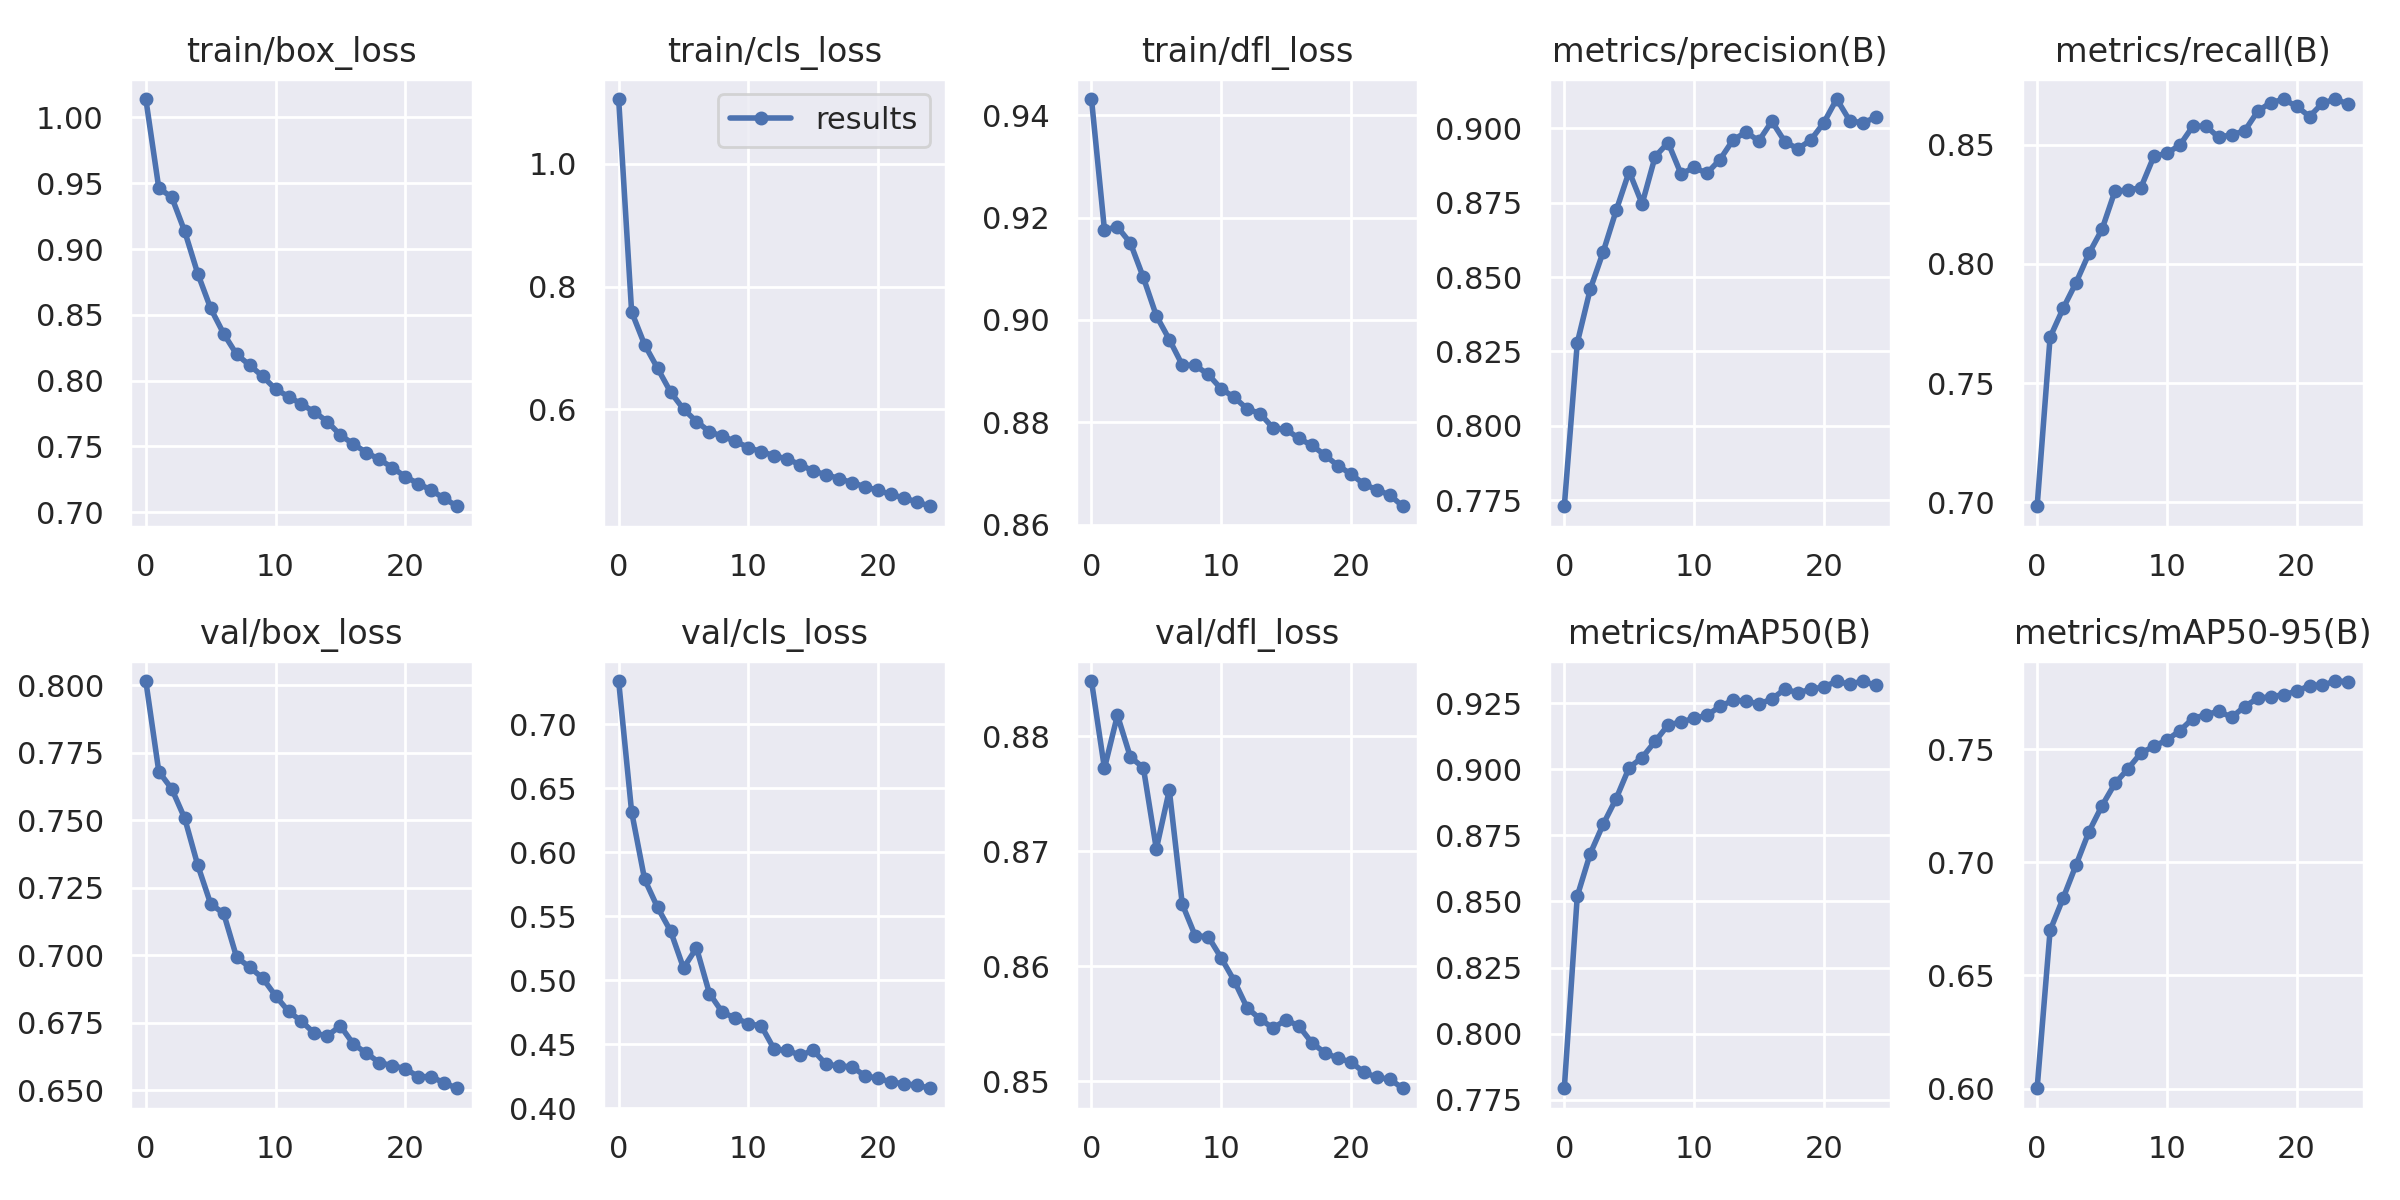 train/box_loss
1.00
0.95
0.90
0.85
0.80
0.75
0.70
0 10 20
train/cls_loss
results
1.0
0.8
0.6
0 10 20
train/dfl_loss
0.94
0.92
0.90
0.88
0.86
0 10 20
metrics/precision(B)
0.900
0.875
0.850
0.825
0.800
0.775
0 10 20
metrics/recall(B)
0.85
0.80
0.75
0.70
0 10 20
val/box_loss
0.800
0.775
0.750
0.725
0.700
0.675
0.650
0 10 20
val/cls_loss
0.70
0.65
0.60
0.55
0.50
0.45
0.40
0 10 20
val/dfl_loss
0.88
0.87
0.86
0.85
0 10 20
metrics/mAP50(B)
0.925
0.900
0.875
0.850
0.825
0.800
0.775
0 10 20
metrics/mAP50-95(B)
0.75
0.70
0.65
0.60
0 10 20